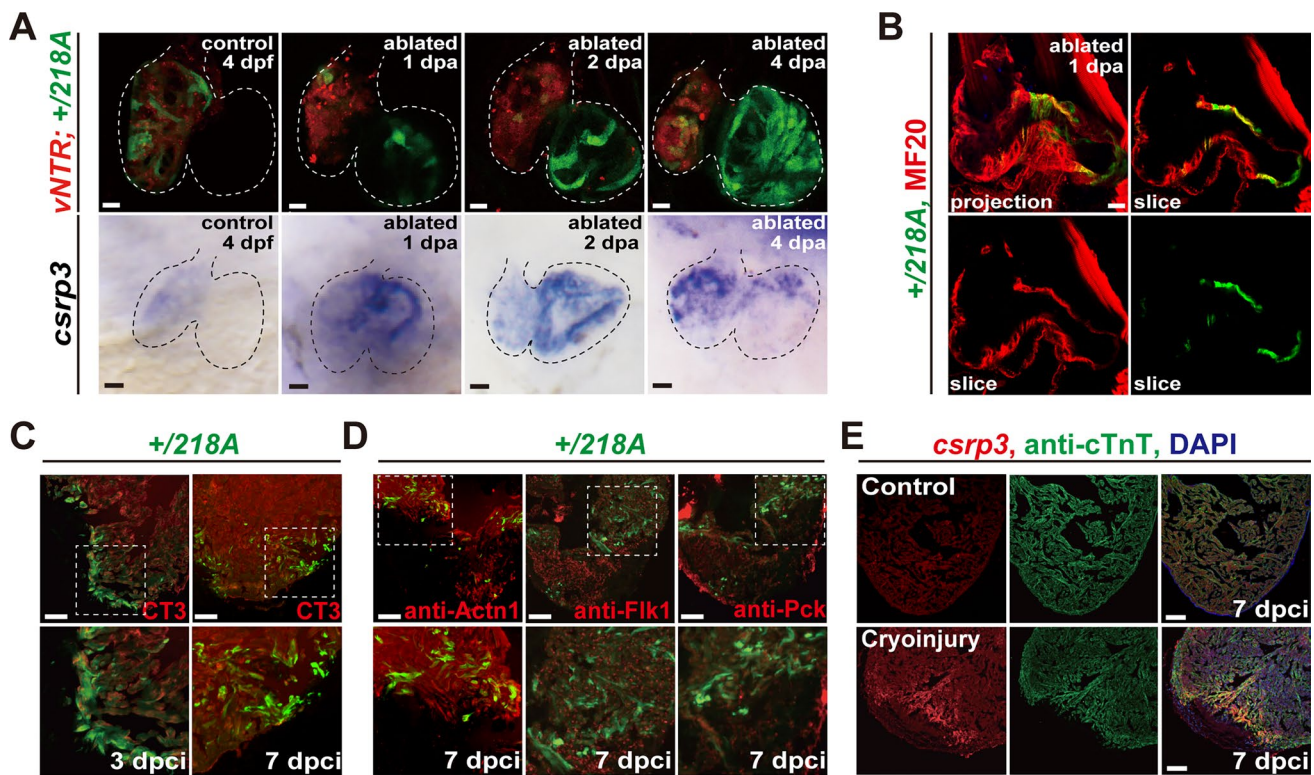 A
vNTR; +/218A
control
4 dpf
ablated
1 dpa
ablated
2 dpa
ablated
4 dpa
csrp3
control
4 dpf
ablated
1 dpa
ablated
2 dpa
ablated
4 dpa
B
+/218A, MF20
ablated
1 dpa
projection
slice
slice
slice
C
+/218A
CT3
CT3
3 dpci
7 dpci
D
+/218A
anti-Actn1
anti-Flk1
anti-Pck
7 dpci
7 dpci
7 dpci
E
csrp3, anti-cTnT, DAPI
Control
7 dpci
Cryoinjury
7 dpci